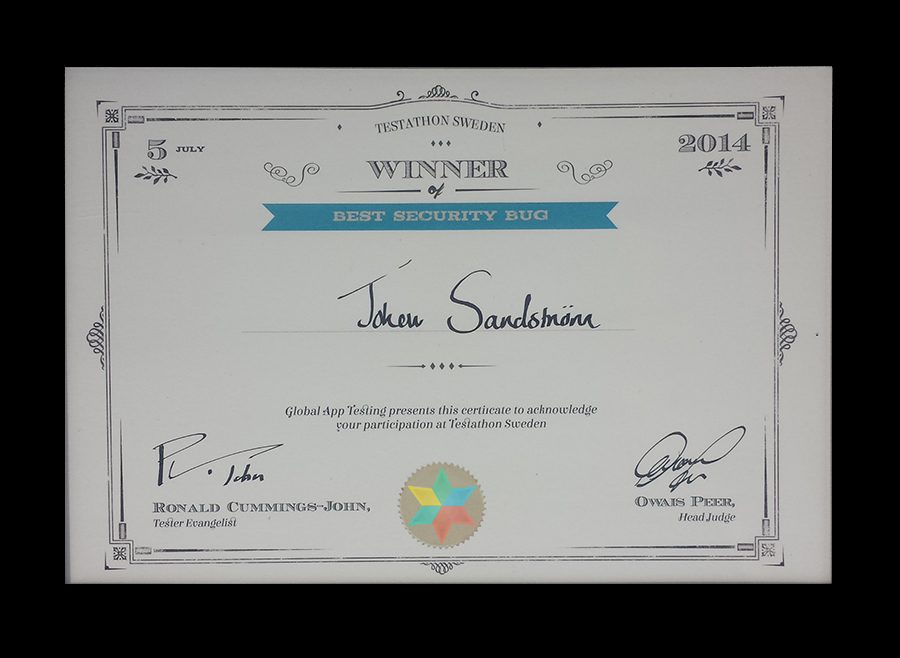 TESTATHON SWEDEN
5 JULY
2014
WINNER
of
BEST SECURITY BUG
Johen Sandström
Global App Testing presents this certicate to acknowledge
your participation at Testathon Sweden
RONALD CUMMINGS-JOHN,
Tester Evangelist
OWAIS PEER,
Head Judge